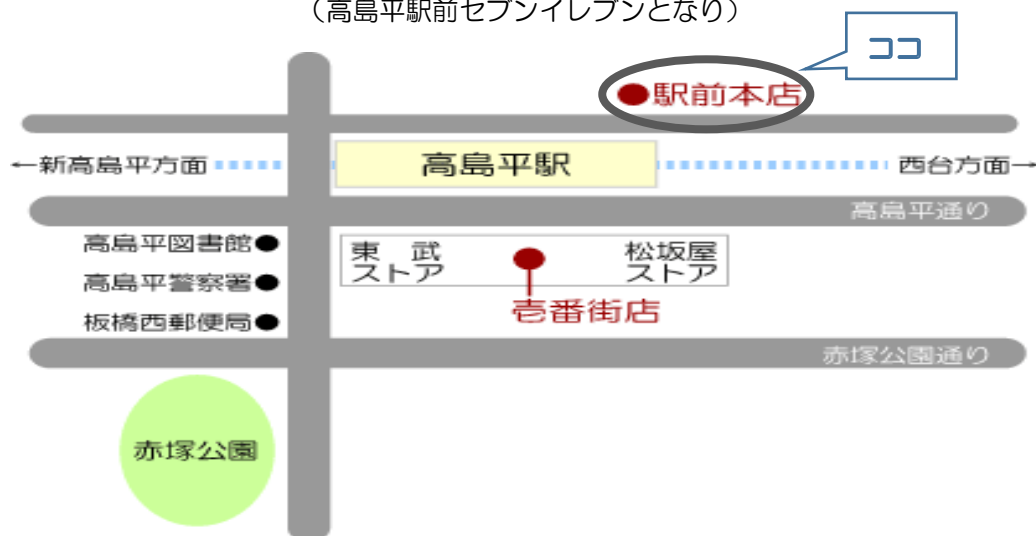 （高島平駅前セブンイレブンとなり）
ココ
●駅前本店
←新高島平方面
高島平駅
西台方面→
高島平通り
高島平図書館●
高島平警察署●
板橋西郵便局●
東　武
ストア
松坂屋
ストア
壱番街店
赤塚公園通り
赤塚公園